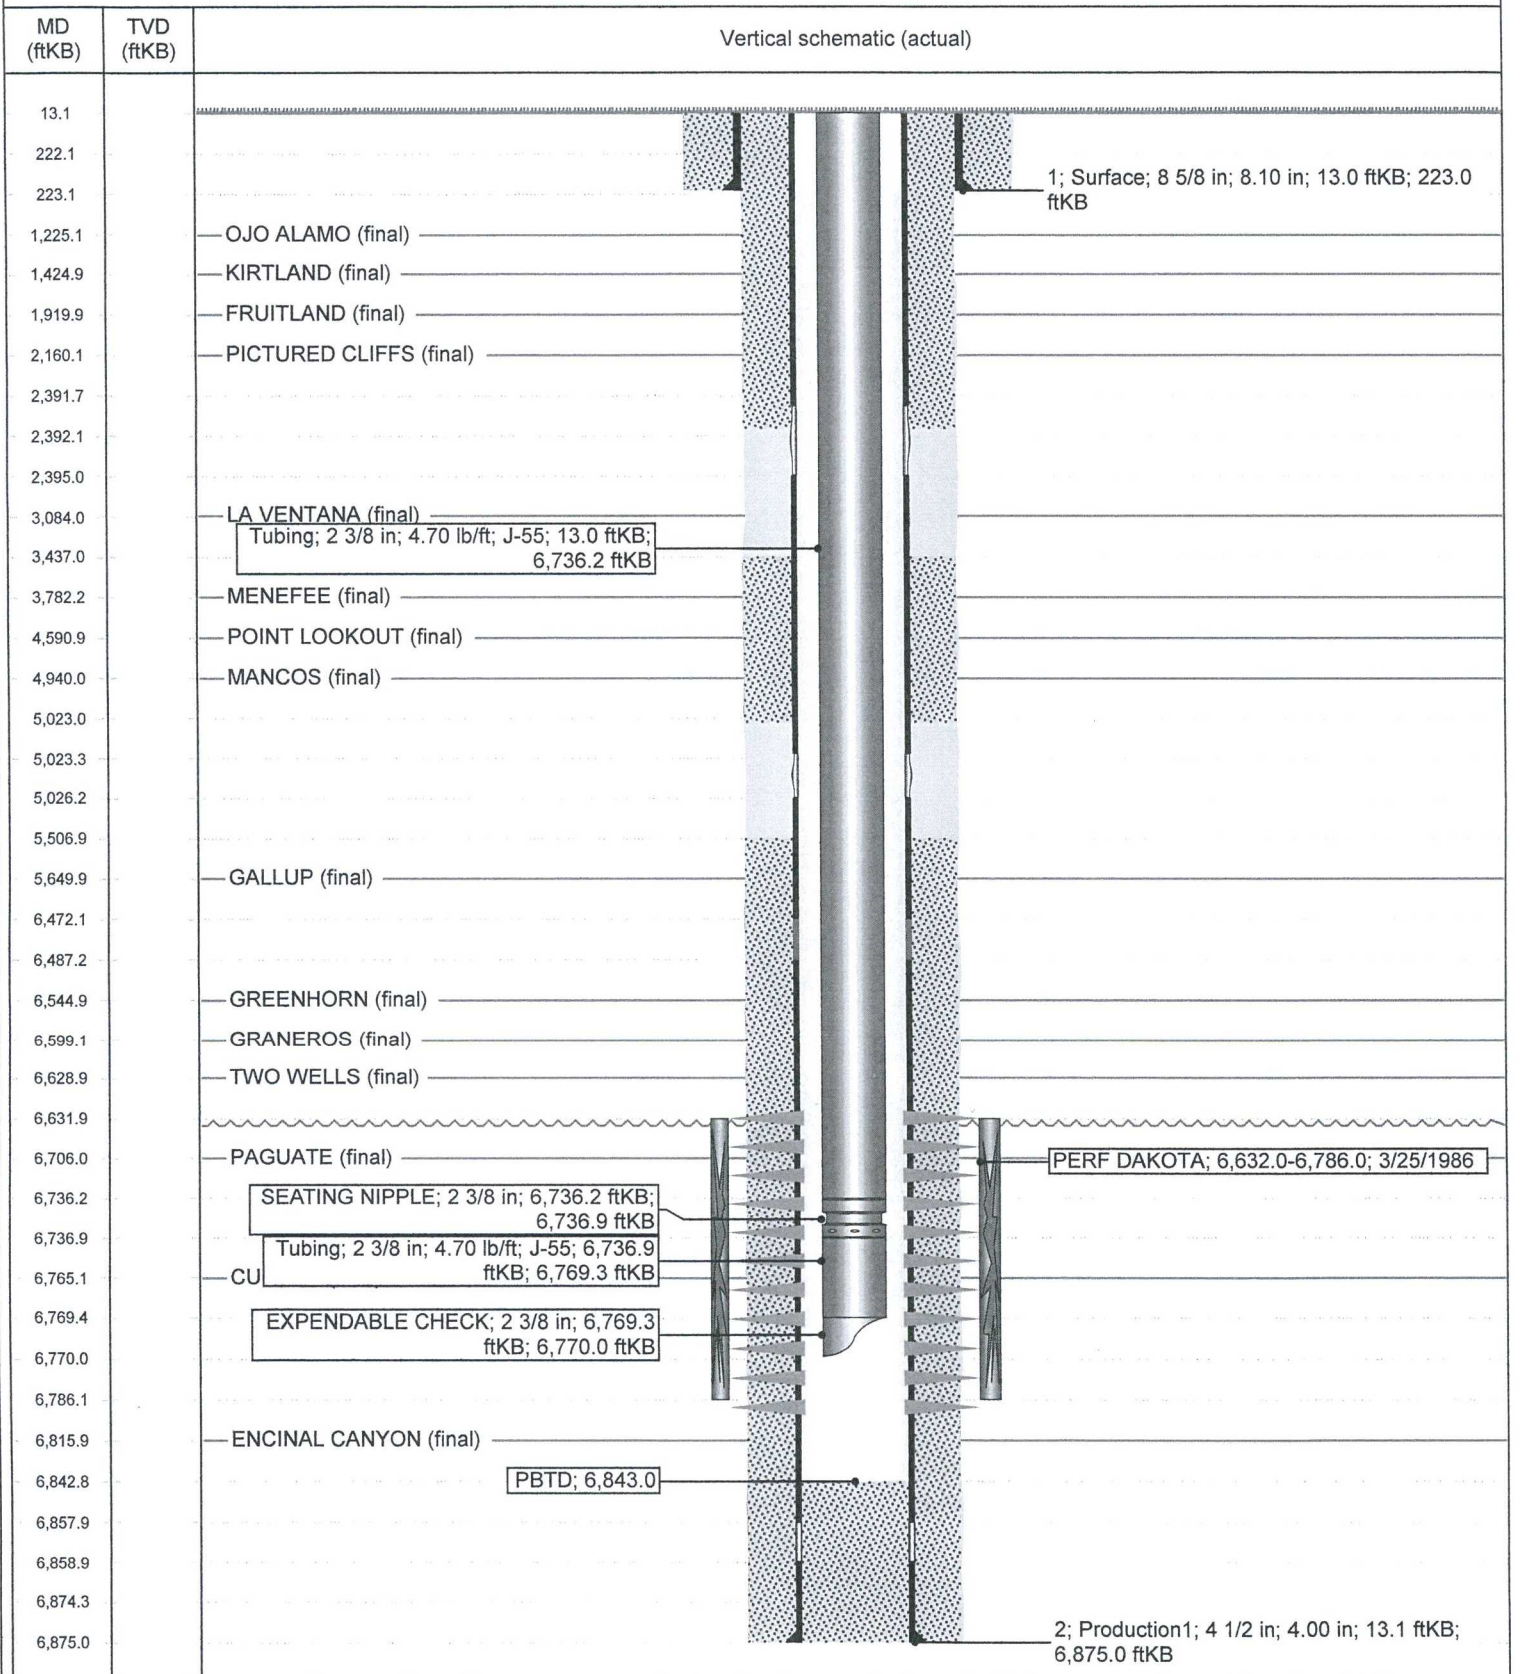 MD
(ftKB)
TVD
(ftKB)
Vertical schematic (actual)
13.1
222.1
1; Surface; 8 5/8 in; 8.10 in; 13.0 ftKB; 223.0
ftKB
223.1
1,225.1
OJO ALAMO (final)
1,424.9
KIRTLAND (final)
1,919.9
FRUITLAND (final)
2,160.1
PICTURED CLIFFS (final)
2,391.7
2,392.1
2,395.0
3,084.0
LA VENTANA (final)
Tubing; 2 3/8 in; 4.70 lb/ft; J-55; 13.0 ftKB;
6,736.2 ftKB
3,437.0
3,782.2
MENEFEE (final)
4,590.9
POINT LOOKOUT (final)
4,940.0
MANCOS (final)
5,023.0
5,023.3
5,026.2
5,506.9
5,649.9
GALLUP (final)
6,472.1
6,487.2
6,544.9
GREENHORN (final)
6,599.1
GRANEROS (final)
6,628.9
TWO WELLS (final)
6,631.9
6,706.0
PAGUATE (final)
PERF DAKOTA; 6,632.0-6,786.0; 3/25/1986
6,736.2
SEATING NIPPLE; 2 3/8 in; 6,736.2 ftKB;
6,736.9 ftKB
6,736.9
Tubing; 2 3/8 in; 4.70 lb/ft; J-55; 6,736.9
ftKB; 6,769.3 ftKB
6,765.1
CU
6,769.4
EXPENDABLE CHECK; 2 3/8 in; 6,769.3
ftKB; 6,770.0 ftKB
6,770.0
6,786.1
6,815.9
ENCINAL CANYON (final)
6,842.8
PBTD; 6,843.0
6,857.9
6,858.9
6,874.3
6,875.0
2; Production1; 4 1/2 in; 4.00 in; 13.1 ftKB;
6,875.0 ftKB